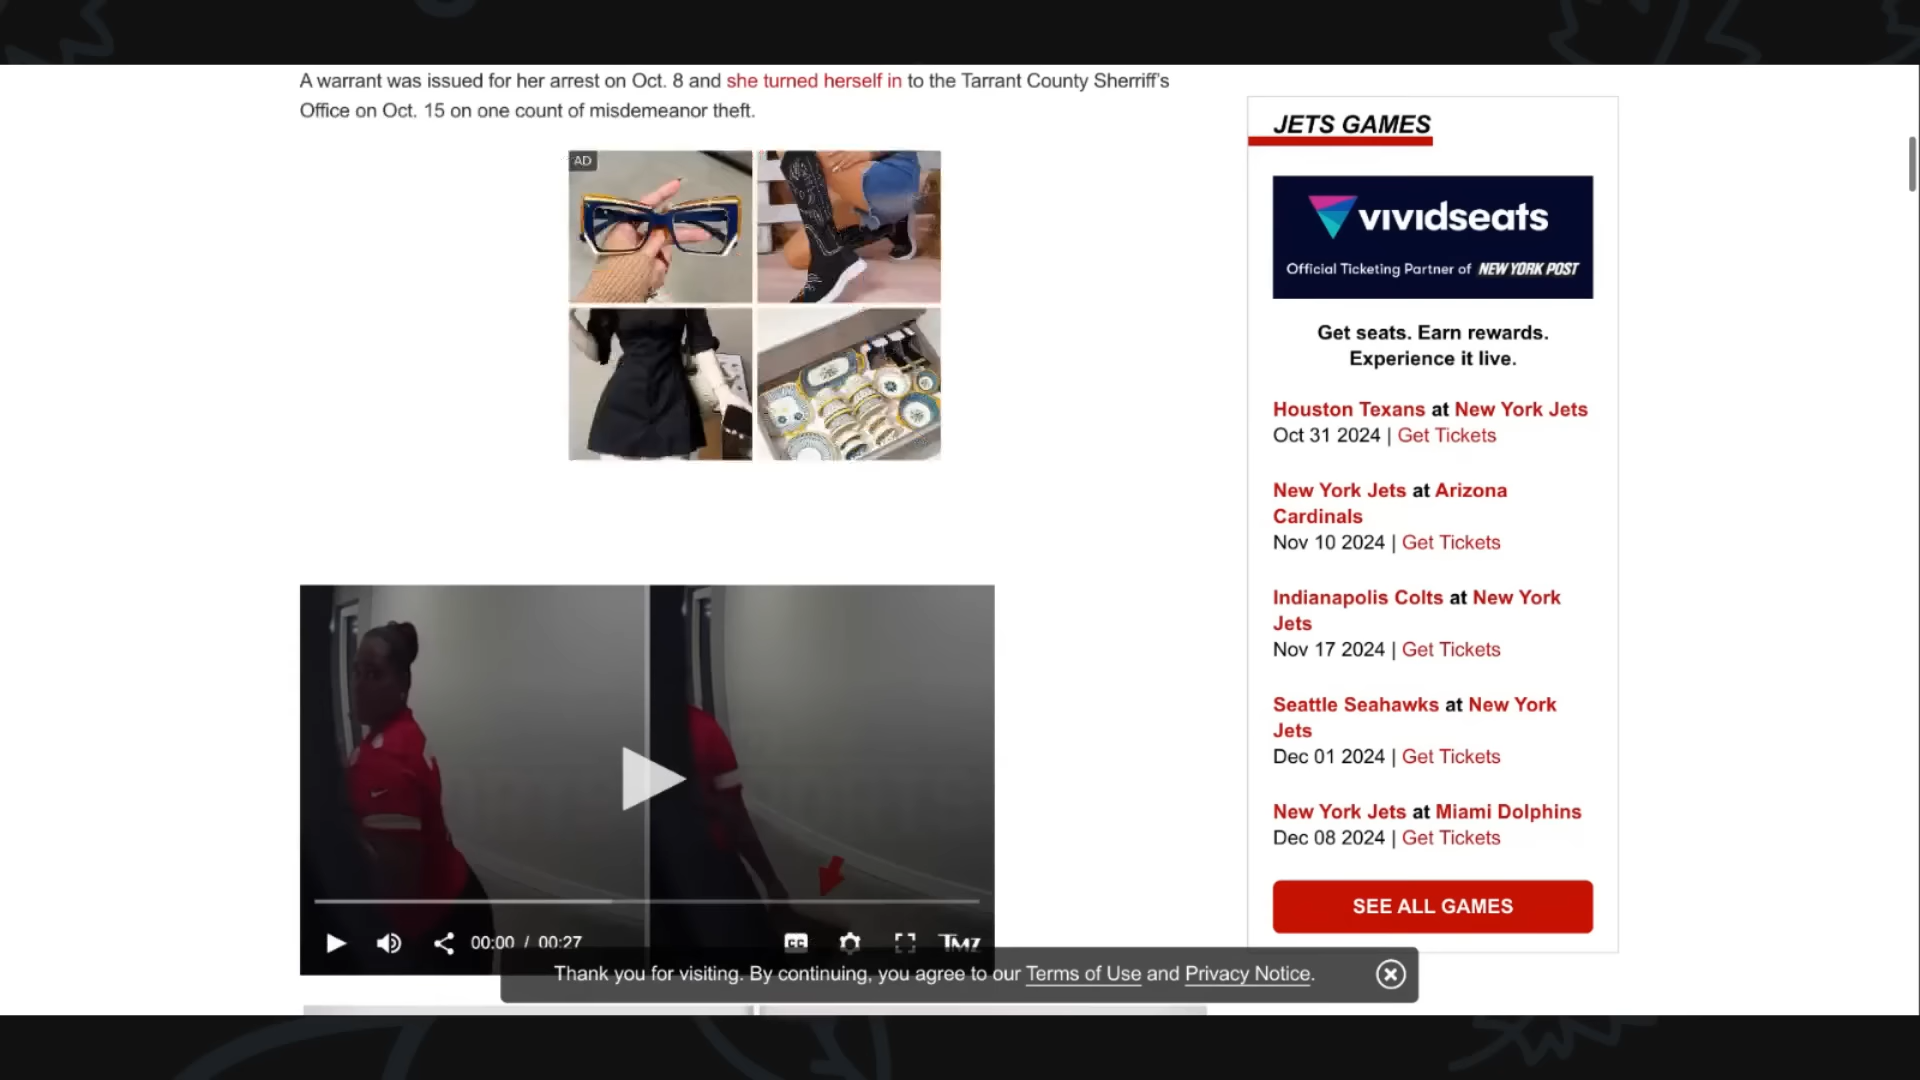 A warrant was issued for her arrest on Oct. 8 and she turned herself in to the Tarrant County Sherriff's
Office on Oct. 15 on one count of misdemeanor theft.
AD
00:00 / 00:27
CC
TMZ
JETS GAMES
vividseats
Official Ticketing Partner of NEW YORK POST
Get seats. Earn rewards.
Experience it live.
Houston Texans at New York Jets
Oct 31 2024 | Get Tickets
New York Jets at Arizona
Cardinals
Nov 10 2024 | Get Tickets
Indianapolis Colts at New York
Jets
Nov 17 2024 | Get Tickets
Seattle Seahawks at New York
Jets
Dec 01 2024 | Get Tickets
New York Jets at Miami Dolphins
Dec 08 2024 | Get Tickets
SEE ALL GAMES
Thank you for visiting. By continuing, you agree to our Terms of Use and Privacy Notice.